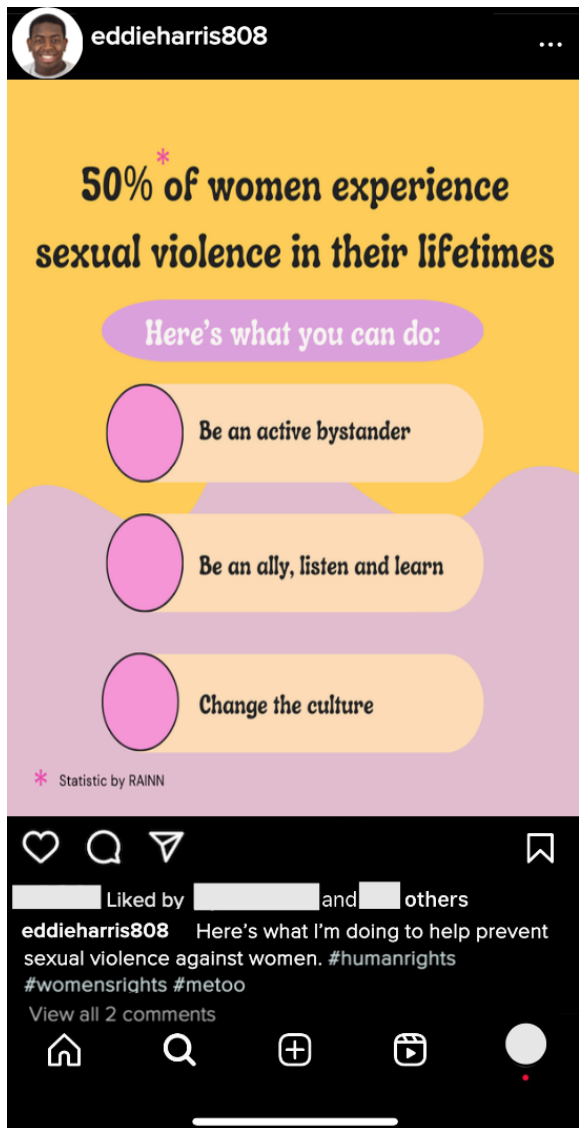 eddieharris808
50%* of women experience
sexual violence in their lifetimes
Here's what you can do:
Be an active bystander
Be an ally, listen and learn
Change the culture
* Statistic by RAINN
Liked by and others
eddieharris808 Here's what I'm doing to help prevent
sexual violence against women. #humanrights
#womensrights #metoo
View all 2 comments